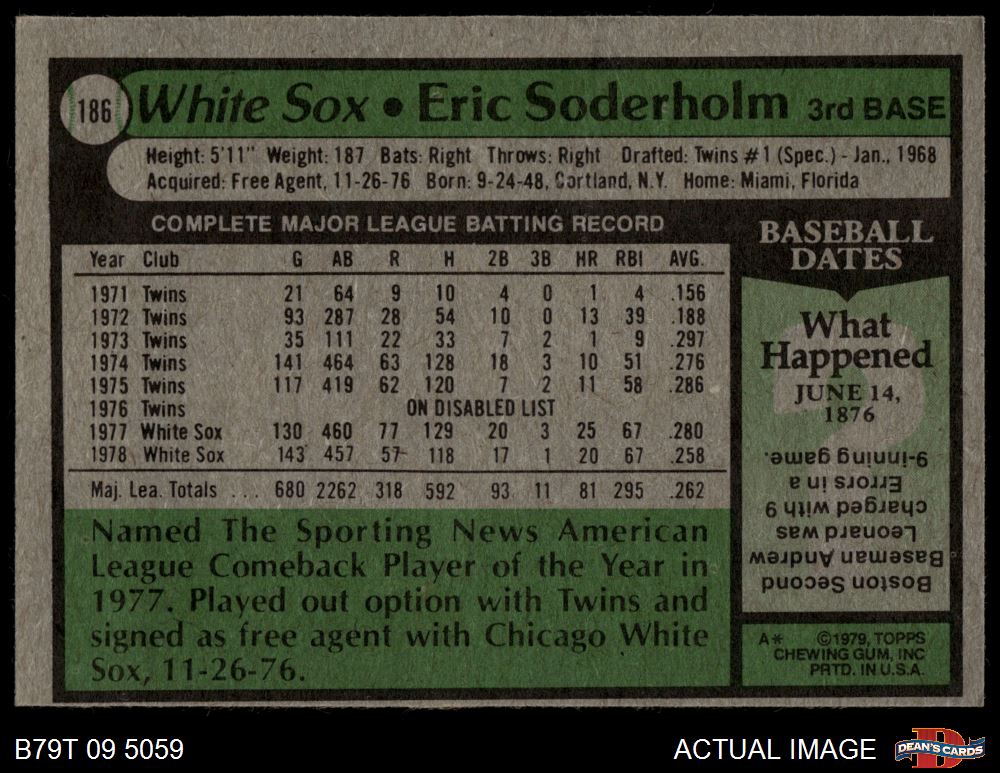 186 White Sox • Eric Soderholm 3rd BASE
Height: 5'11" Weight: 187 Bats: Right Throws: Right Drafted: Twins #1 (Spec.) - Jan., 1968
Acquired: Free Agent, 11-26-76 Born: 9-24-48, Cortland, N.Y. Home: Miami, Florida
COMPLETE MAJOR LEAGUE BATTING RECORD
Year Club G AB R H 2B 3B HR RBI AVG.
1971 Twins 21 64 9 10 4 0 1 4 .156
1972 Twins 93 287 28 54 10 0 13 39 .188
1973 Twins 35 111 22 33 7 2 1 9 .297
1974 Twins 141 464 63 128 18 3 10 51 .276
1975 Twins 117 419 62 120 7 2 11 58 .286
1976 Twins ON DISABLED LIST
1977 White Sox 130 460 77 129 20 3 25 67 .280
1978 White Sox 143 457 57 118 17 1 20 67 .258
Maj. Lea. Totals ... 680 2262 318 592 93 11 81 295 .262
Named The Sporting News American
League Comeback Player of the Year in
1977. Played out option with Twins and
signed as free agent with Chicago White
Sox, 11-26-76.
BASEBALL
DATES
What
Happened
JUNE 14,
1876
?
Boston Second
Baseman Andrew
Leonard was
charged with 9
Errors in a
9-inning game.
A* ©1979, TOPPS
CHEWING GUM, INC
PRTD. IN U.S.A.
B79T 09 5059
ACTUAL IMAGE
D
DEAN'S CARDS